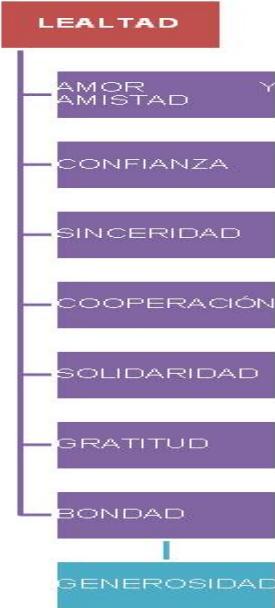 LEALTAD
AMOR Y
AMISTAD
CONFIANZA
SINCERIDAD
COOPERACIÓN
SOLIDARIDAD
GRATITUD
BONDAD
GENEROSIDAD